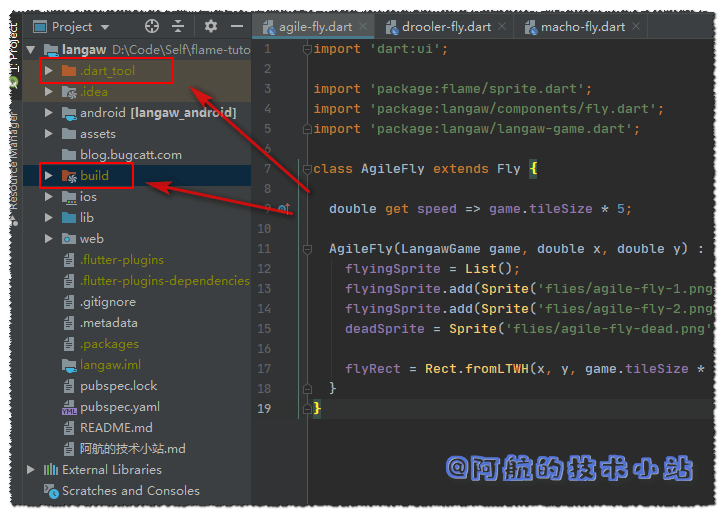 Project
agile-fly.dart
drooler-fly.dart
macho-fly.dart
1: Project
Resource Manager
langaw D:\Code\Self\flame-tuto
.dart_tool
.idea
android [langaw_android]
assets
blog.bugcatt.com
build
ios
lib
web
.flutter-plugins
.flutter-plugins-dependencies
.gitignore
.metadata
.packages
langaw.iml
pubspec.lock
YML pubspec.yaml
README.md
阿航的技术小站.md
External Libraries
Scratches and Consoles
1 import 'dart:ui';
2
3 import 'package:flame/sprite.dart';
4 import 'package:langaw/components/fly.dart';
5 import 'package:langaw/langaw-game.dart';
6
7 class AgileFly extends Fly {
8
9 double get speed => game.tileSize * 5;
10
11 AgileFly(LangawGame game, double x, double y) :
12 flyingSprite = List();
13 flyingSprite.add(Sprite('flies/agile-fly-1.png
14 flyingSprite.add(Sprite('flies/agile-fly-2.png
15 deadSprite = Sprite('flies/agile-fly-dead.png'
16
17 flyRect = Rect.fromLTWH(x, y, game.tileSize *
18 }
19 }
@阿航的技术小站